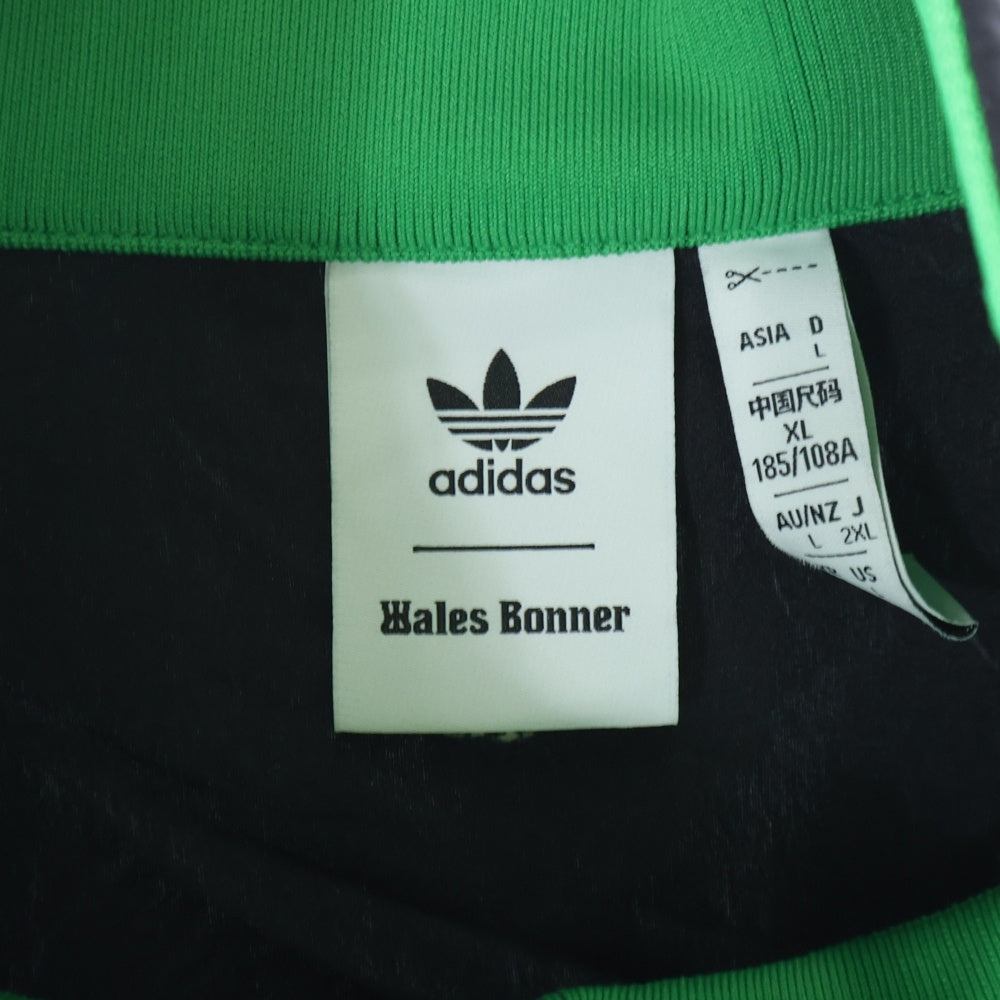 adidas
Wales Bonner
ASIA D
L
中国尺码
XL
185/108A
AU/NZ J
L 2XL
US